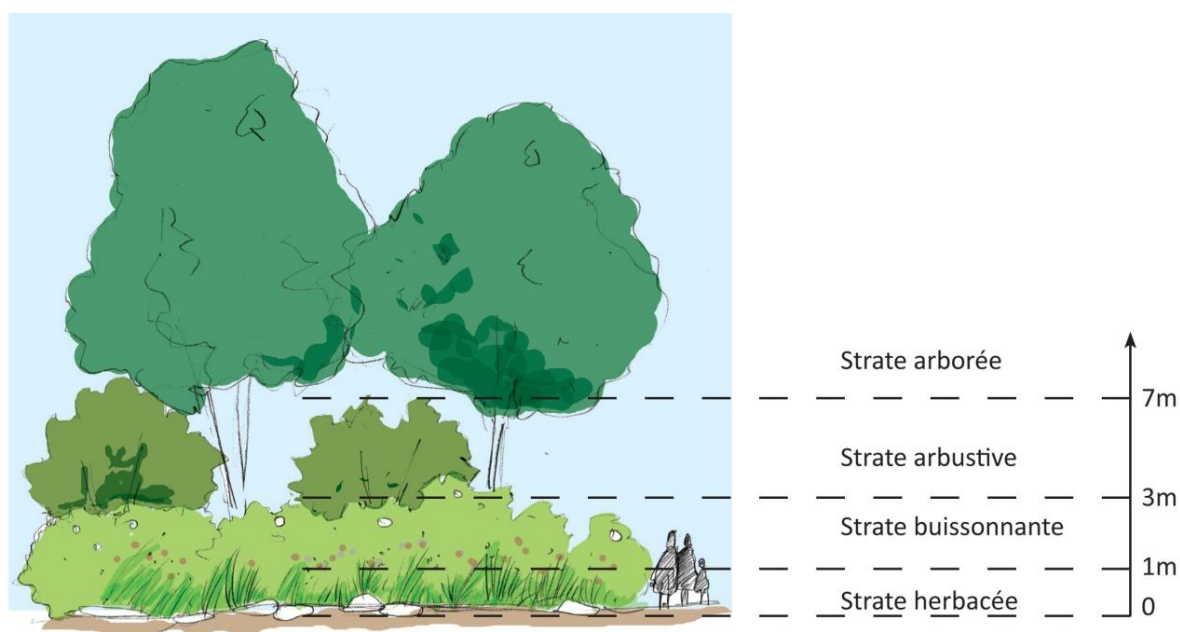 Strate arborée
7m
Strate arbustive
3m
Strate buissonnante
1m
Strate herbacée
0